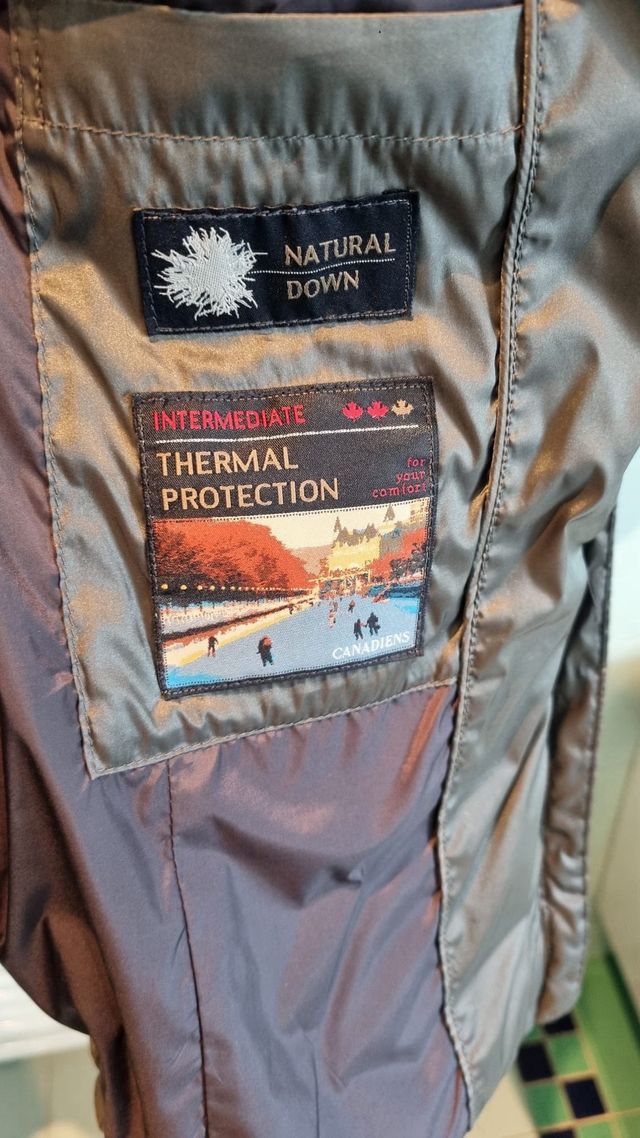 NATURAL
DOWN
INTERMEDIATE
THERMAL
PROTECTION
for
your
comfort
CANADIENS